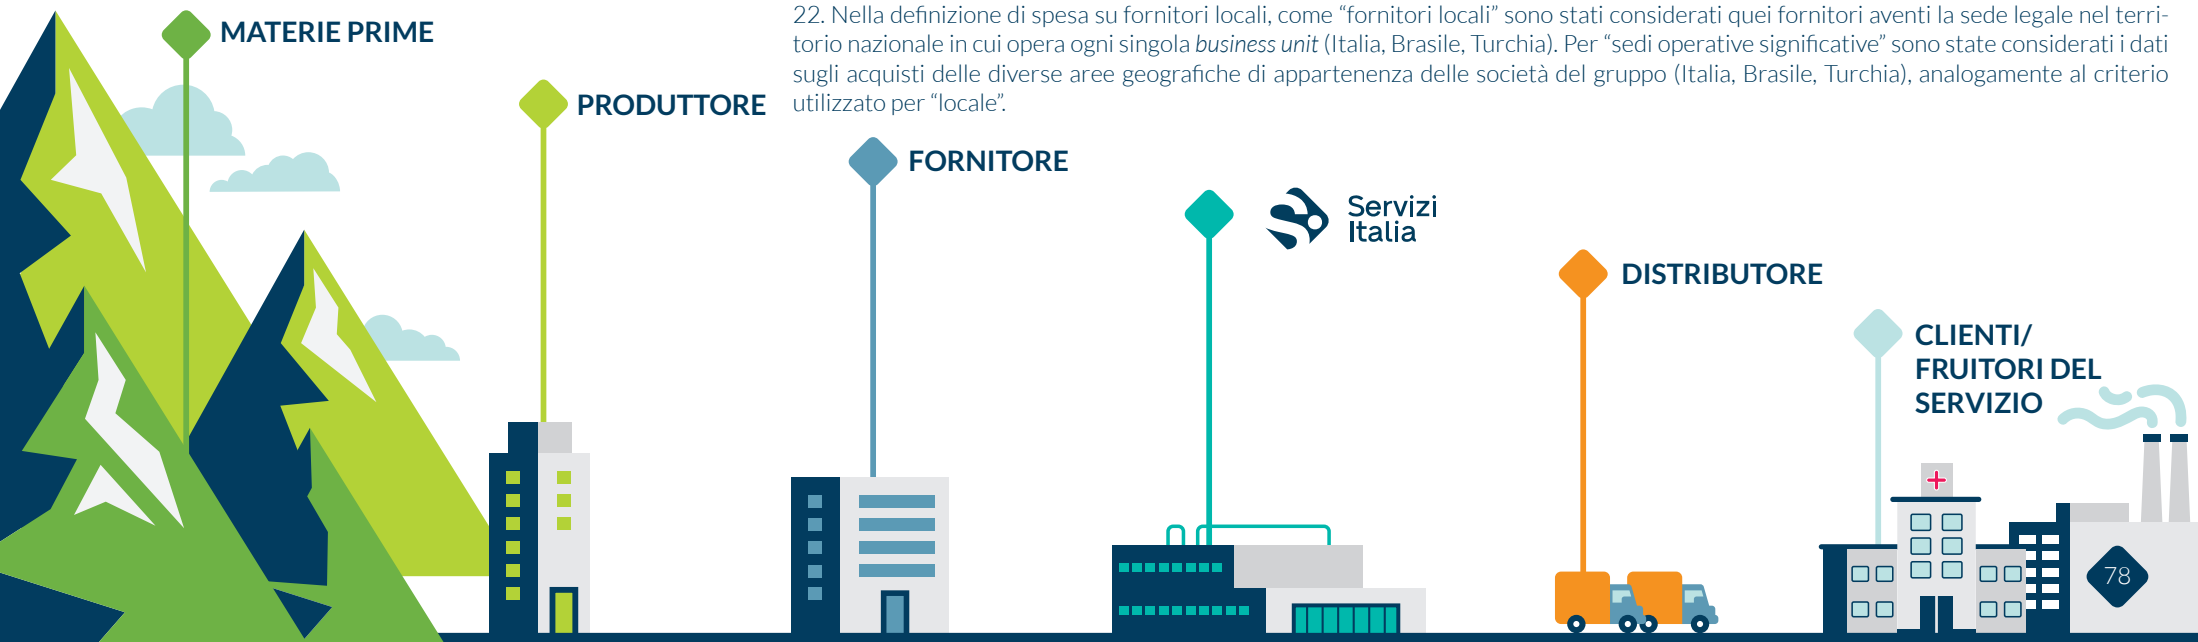 22. Nella definizione di spesa su fornitori locali, come “fornitori locali” sono stati considerati quei fornitori aventi la sede legale nel terri-
torio nazionale in cui opera ogni singola business unit (Italia, Brasile, Turchia). Per “sedi operative significative” sono state considerati i dati
sugli acquisti delle diverse aree geografiche di appartenenza delle società del gruppo (Italia, Brasile, Turchia), analogamente al criterio
utilizzato per “locale”.
MATERIE PRIME
PRODUTTORE
FORNITORE
Servizi
Italia
DISTRIBUTORE
CLIENTI/
FRUITORI DEL
SERVIZIO
78